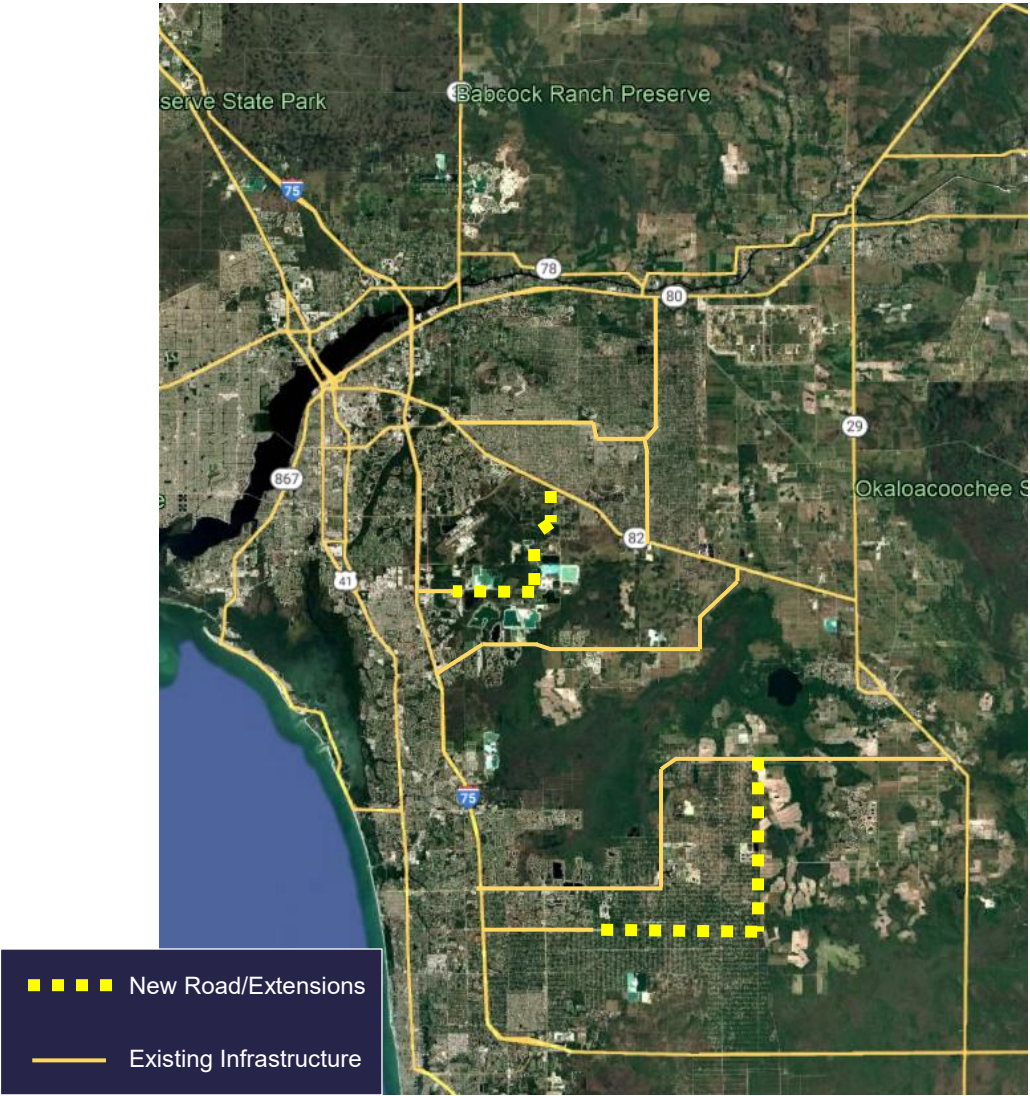 serve State Park
Babcock Ranch Preserve
75
78
80
29
867
Okaloacoochee S
82
41
75
New Road/Extensions
Existing Infrastructure